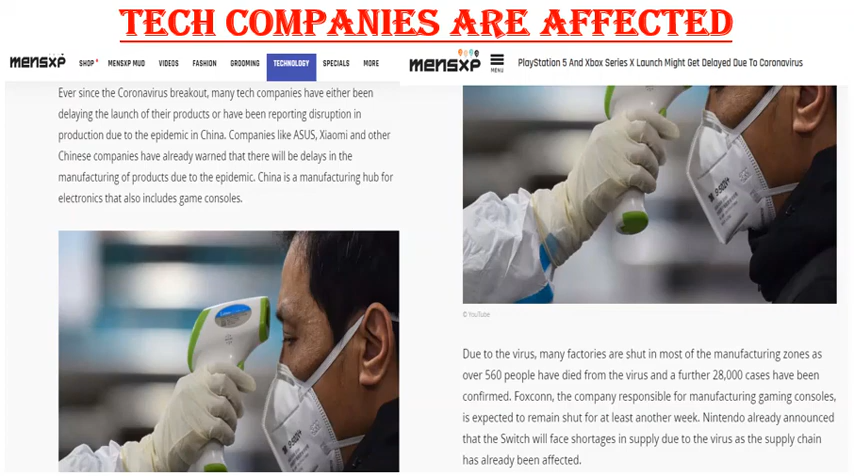 TECH COMPANIES ARE AFFECTED
mensxp
SHOP MENSXP MUD VIDEOS FASHION GROOMING TECHNOLOGY SPECIALS MORE
Ever since the Coronavirus breakout, many tech companies have either been
delaying the launch of their products or have been reporting disruption in
production due to the epidemic in China. Companies like ASUS, Xiaomi and other
Chinese companies have already warned that there will be delays in the
manufacturing of products due to the epidemic. China is a manufacturing hub for
electronics that also includes game consoles.
mensxp
MENU
PlayStation 5 And Xbox Series X Launch Might Get Delayed Due To Coronavirus
© YouTube
Due to the virus, many factories are shut in most of the manufacturing zones as
over 560 people have died from the virus and a further 28,000 cases have been
confirmed. Foxconn, the company responsible for manufacturing gaming consoles,
is expected to remain shut for at least another week. Nintendo already announced
that the Switch will face shortages in supply due to the virus as the supply chain
has already been affected.